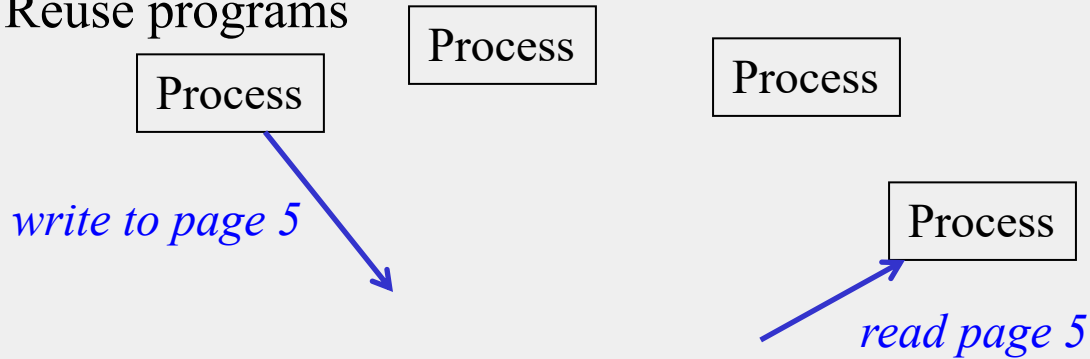 Reuse programs
Process
Process
Process
write to page 5
Process
read page 5